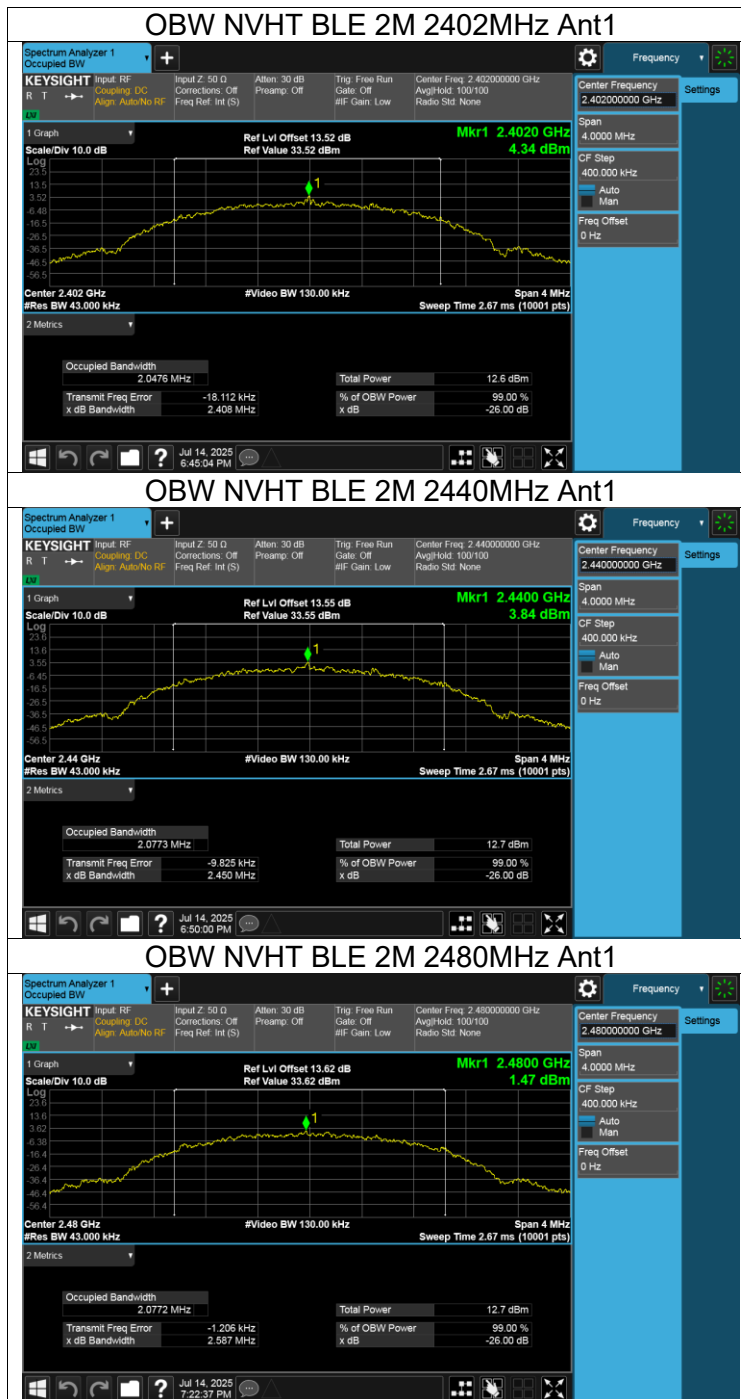 OBW NVHT BLE 2M 2402MHz Ant1
Spectrum Analyzer 1
Occupied BW
+
Frequency
KEYSIGHT
R T
LXI
Input: RF
Coupling: DC
Align: Auto/No RF
Input Z: 50 Ω
Corrections: Off
Freq Ref: Int (S)
Atten: 30 dB
Preamp: Off
Trig: Free Run
Gate: Off
#IF Gain: Low
Center Freq: 2.402000000 GHz
Avg|Hold: 100/100
Radio Std: None
Center Frequency
2.402000000 GHz
Settings
Span
4.0000 MHz
CF Step
400.000 kHz
Auto
Man
Freq Offset
0 Hz
1 Graph
Scale/Div 10.0 dB
Ref Lvl Offset 13.52 dB
Ref Value 33.52 dBm
Mkr1 2.4020 GHz
4.34 dBm
Log
23.5
13.5
3.52
-6.48
-16.5
-26.5
-36.5
-46.5
-56.5
1
Center 2.402 GHz
#Res BW 43.000 kHz
#Video BW 130.00 kHz
Span 4 MHz
Sweep Time 2.67 ms (10001 pts)
2 Metrics
Occupied Bandwidth
2.0476 MHz
Total Power 12.6 dBm
Transmit Freq Error -18.112 kHz
% of OBW Power 99.00 %
x dB Bandwidth 2.408 MHz
x dB -26.00 dB
?
Jul 14, 2025
6:45:04 PM
OBW NVHT BLE 2M 2440MHz Ant1
Spectrum Analyzer 1
Occupied BW
+
Frequency
KEYSIGHT
R T
LXI
Input: RF
Coupling: DC
Align: Auto/No RF
Input Z: 50 Ω
Corrections: Off
Freq Ref: Int (S)
Atten: 30 dB
Preamp: Off
Trig: Free Run
Gate: Off
#IF Gain: Low
Center Freq: 2.440000000 GHz
Avg|Hold: 100/100
Radio Std: None
Center Frequency
2.440000000 GHz
Settings
Span
4.0000 MHz
CF Step
400.000 kHz
Auto
Man
Freq Offset
0 Hz
1 Graph
Scale/Div 10.0 dB
Ref Lvl Offset 13.55 dB
Ref Value 33.55 dBm
Mkr1 2.4400 GHz
3.84 dBm
Log
23.6
13.6
3.55
-6.45
-16.5
-26.5
-36.5
-46.5
-56.5
1
Center 2.44 GHz
#Res BW 43.000 kHz
#Video BW 130.00 kHz
Span 4 MHz
Sweep Time 2.67 ms (10001 pts)
2 Metrics
Occupied Bandwidth
2.0773 MHz
Total Power 12.7 dBm
Transmit Freq Error -9.825 kHz
% of OBW Power 99.00 %
x dB Bandwidth 2.450 MHz
x dB -26.00 dB
?
Jul 14, 2025
6:50:00 PM
OBW NVHT BLE 2M 2480MHz Ant1
Spectrum Analyzer 1
Occupied BW
+
Frequency
KEYSIGHT
R T
LXI
Input: RF
Coupling: DC
Align: Auto/No RF
Input Z: 50 Ω
Corrections: Off
Freq Ref: Int (S)
Atten: 30 dB
Preamp: Off
Trig: Free Run
Gate: Off
#IF Gain: Low
Center Freq: 2.480000000 GHz
Avg|Hold: 100/100
Radio Std: None
Center Frequency
2.480000000 GHz
Settings
Span
4.0000 MHz
CF Step
400.000 kHz
Auto
Man
Freq Offset
0 Hz
1 Graph
Scale/Div 10.0 dB
Ref Lvl Offset 13.62 dB
Ref Value 33.62 dBm
Mkr1 2.4800 GHz
1.47 dBm
Log
23.6
13.6
3.62
-6.38
-16.4
-26.4
-36.4
-46.4
-56.4
1
Center 2.48 GHz
#Res BW 43.000 kHz
#Video BW 130.00 kHz
Span 4 MHz
Sweep Time 2.67 ms (10001 pts)
2 Metrics
Occupied Bandwidth
2.0772 MHz
Total Power 12.7 dBm
Transmit Freq Error -1.206 kHz
% of OBW Power 99.00 %
x dB Bandwidth 2.587 MHz
x dB -26.00 dB
?
Jul 14, 2025
7:22:37 PM